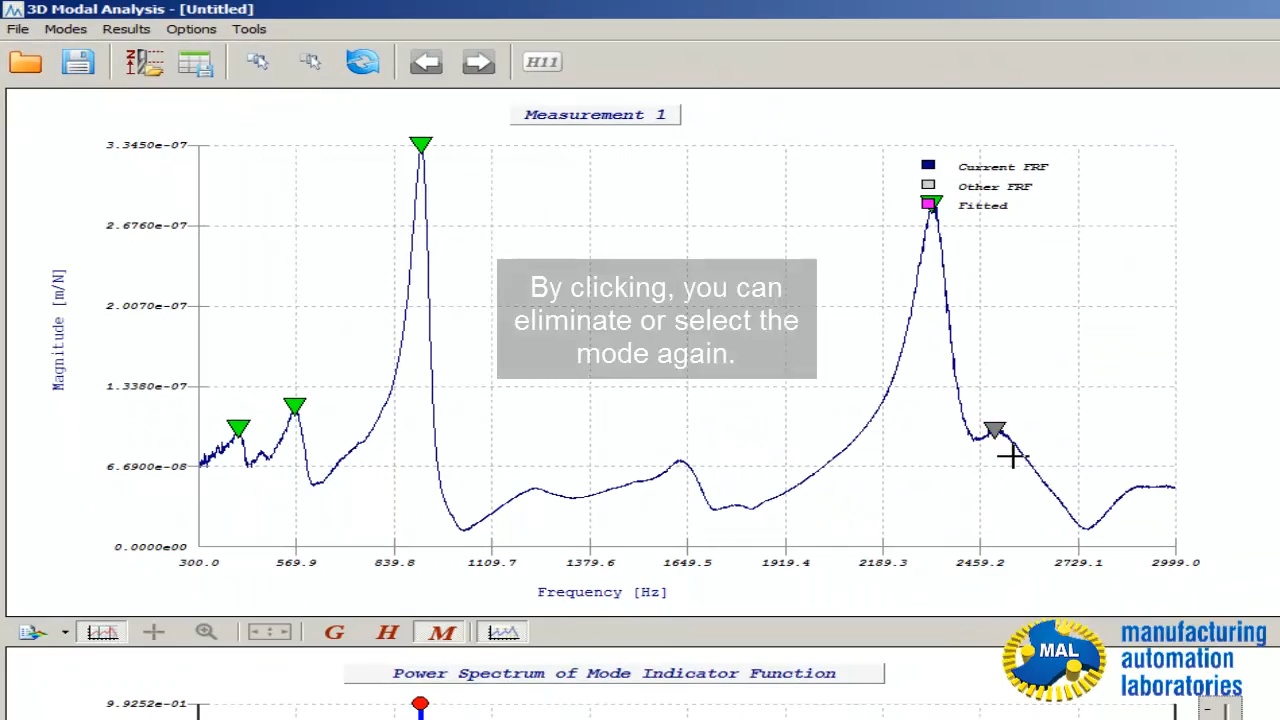 3D Modal Analysis - [Untitled]
File Modes Results Options Tools
H11
Measurement 1
3.3450e-07
Current FRF
Other FRF
Fitted
2.6760e-07
2.0070e-07
1.3380e-07
6.6900e-08
0.0000e00
Magnitude [m/N]
By clicking, you can
eliminate or select the
mode again.
300.0 569.9 839.8 1109.7 1379.6 1649.5 1919.4 2189.3 2459.2 2729.1 2999.0
Frequency [Hz]
G H M
MAL
manufacturing
automation
laboratories
Power Spectrum of Mode Indicator Function
9.9252e-01